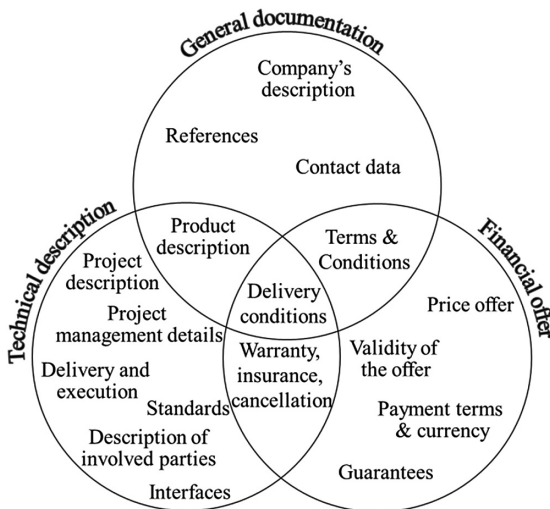 General documentation
Company's
description
References
Contact data
Technical description
Product
description
Terms &
Conditions
Financial offer
Project
description
Delivery
conditions
Price offer
Project
management details
Warranty,
insurance,
cancellation
Validity of
the offer
Delivery and
execution
Standards
Payment terms
& currency
Description of
involved parties
Guarantees
Interfaces